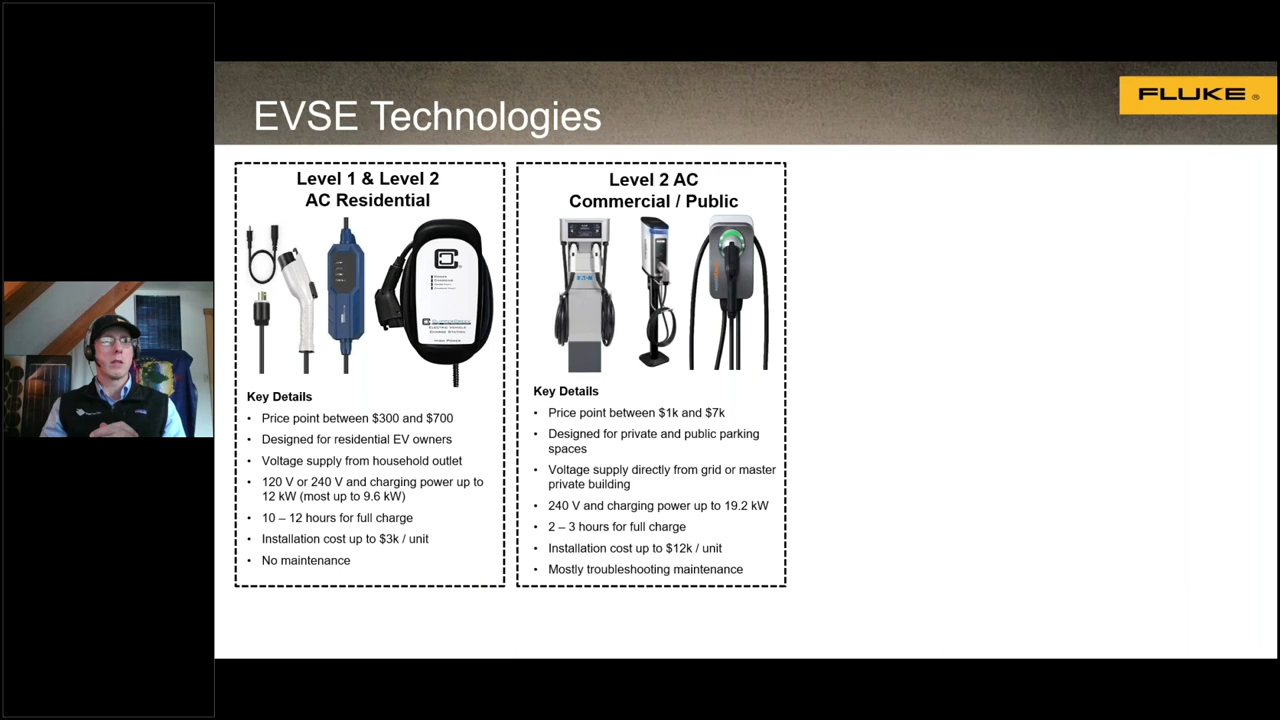 EVSE Technologies
FLUKE ®
Level 1 & Level 2
AC Residential
Key Details
• Price point between $300 and $700
• Designed for residential EV owners
• Voltage supply from household outlet
• 120 V or 240 V and charging power up to
12 kW (most up to 9.6 kW)
• 10 – 12 hours for full charge
• Installation cost up to $3k / unit
• No maintenance
Level 2 AC
Commercial / Public
Key Details
• Price point between $1k and $7k
• Designed for private and public parking
spaces
• Voltage supply directly from grid or master
private building
• 240 V and charging power up to 19.2 kW
• 2 – 3 hours for full charge
• Installation cost up to $12k / unit
• Mostly troubleshooting maintenance